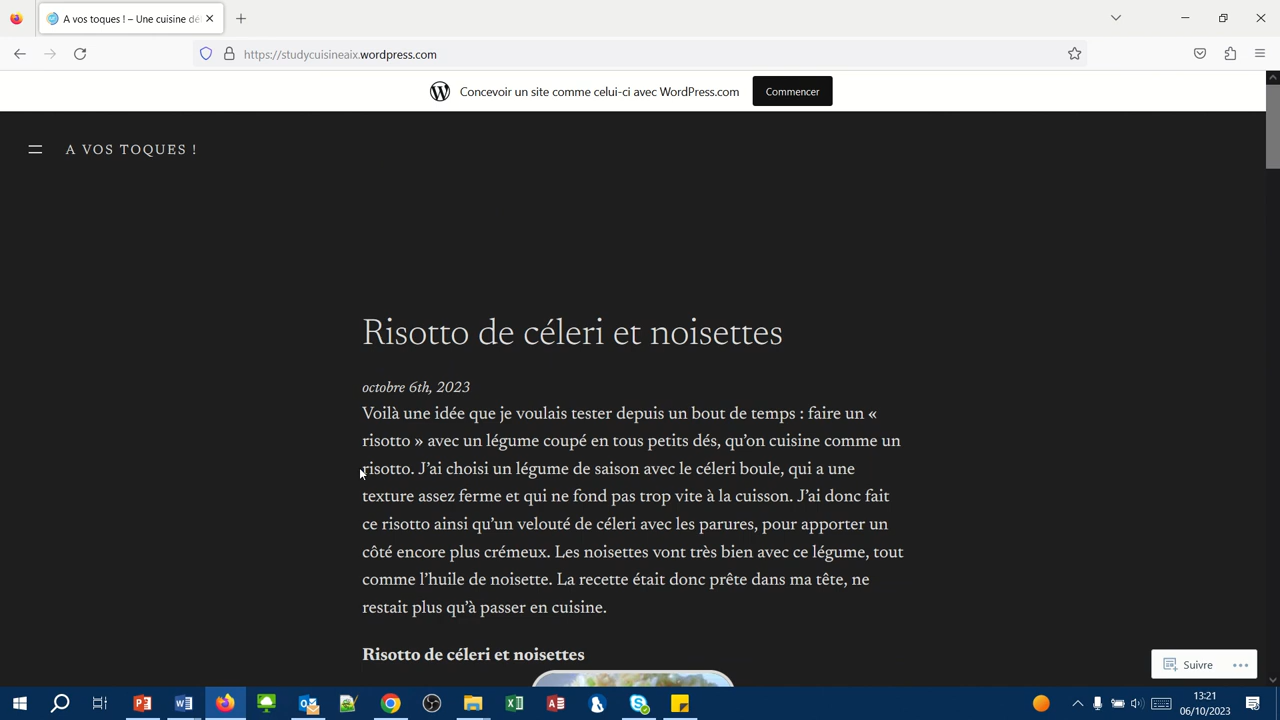 A vos toques ! – Une cuisine dé
https://studycuisineaix.wordpress.com
Concevoir un site comme celui-ci avec WordPress.com
Commencer
A VOS TOQUES !
Risotto de céleri et noisettes
octobre 6th, 2023
Voilà une idée que je voulais tester depuis un bout de temps : faire un «
risotto » avec un légume coupé en tous petits dés, qu’on cuisine comme un
risotto. J’ai choisi un légume de saison avec le céleri boule, qui a une
texture assez ferme et qui ne fond pas trop vite à la cuisson. J’ai donc fait
ce risotto ainsi qu’un velouté de céleri avec les parures, pour apporter un
côté encore plus crémeux. Les noisettes vont très bien avec ce légume, tout
comme l’huile de noisette. La recette était donc prête dans ma tête, ne
restait plus qu’à passer en cuisine.
Risotto de céleri et noisettes
Suivre
13:21
06/10/2023